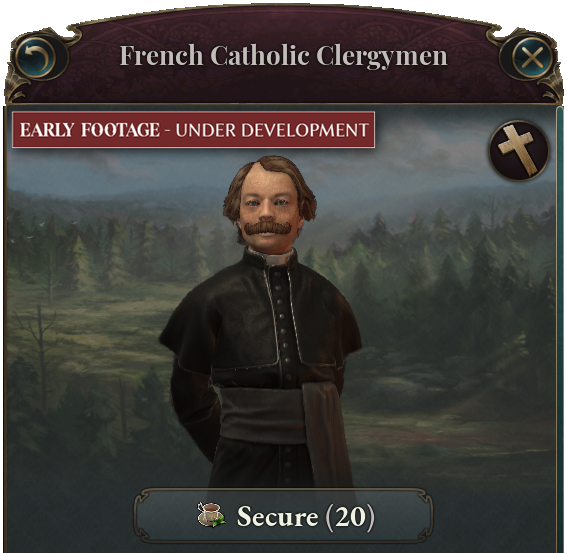 French Catholic Clergymen
EARLY FOOTAGE - UNDER DEVELOPMENT
Secure (20)